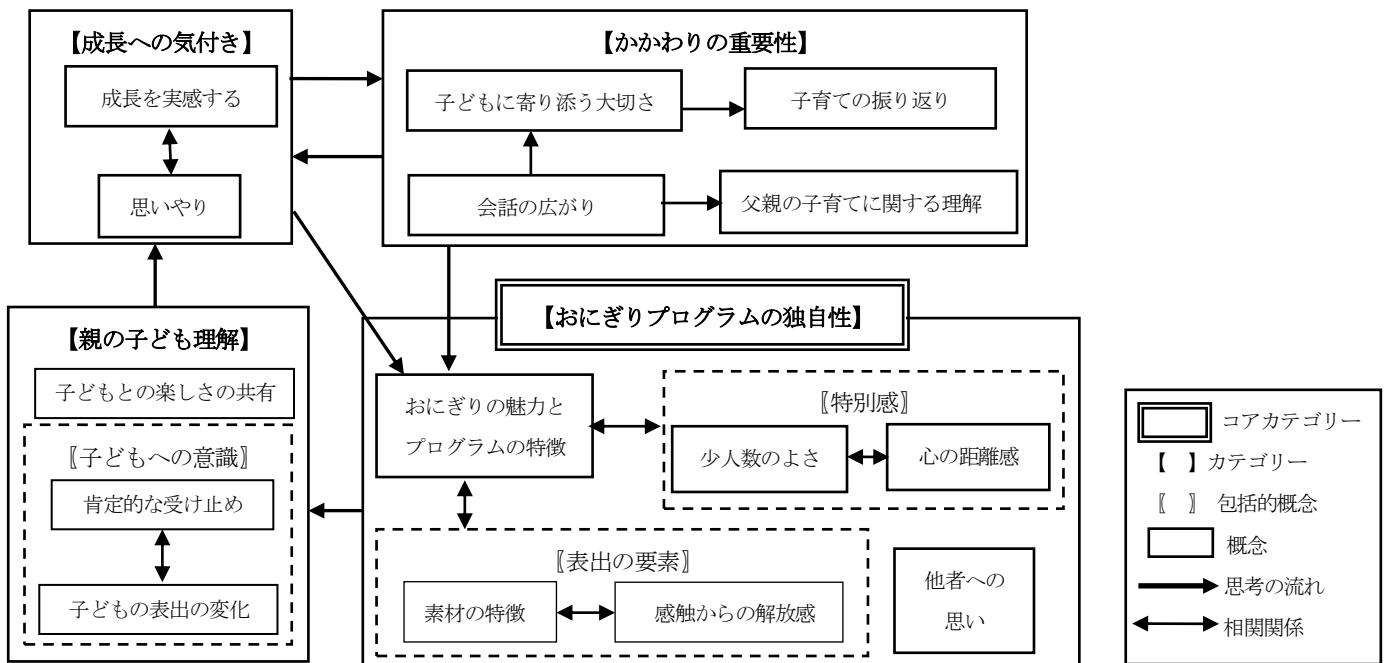 【成長への気付き】
成長を実感する
思いやり
【かかわりの重要性】
子どもに寄り添う大切さ
子育ての振り返り
会話の広がり
父親の子育てに関する理解
【親の子ども理解】
子どもとの楽しさの共有
〖子どもへの意識〗
肯定的な受け止め
子どもの表出の変化
【おにぎりプログラムの独自性】
おにぎりの魅力と
プログラムの特徴
〖特別感〗
少人数のよさ
心の距離感
〖表出の要素〗
素材の特徴
感触からの解放感
他者への
思い
コアカテゴリー
【 】カテゴリー
〖 〗 包括的概念
概念
思考の流れ
相関関係